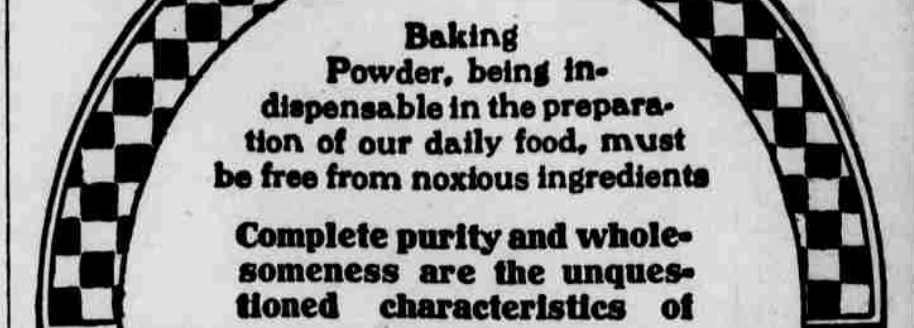 Baking
Powder, being in-
dispensable in the prepara-
tion of our daily food, must
be free from noxious ingredients
Complete purity and whole-
someness are the unques-
tioned characteristics of